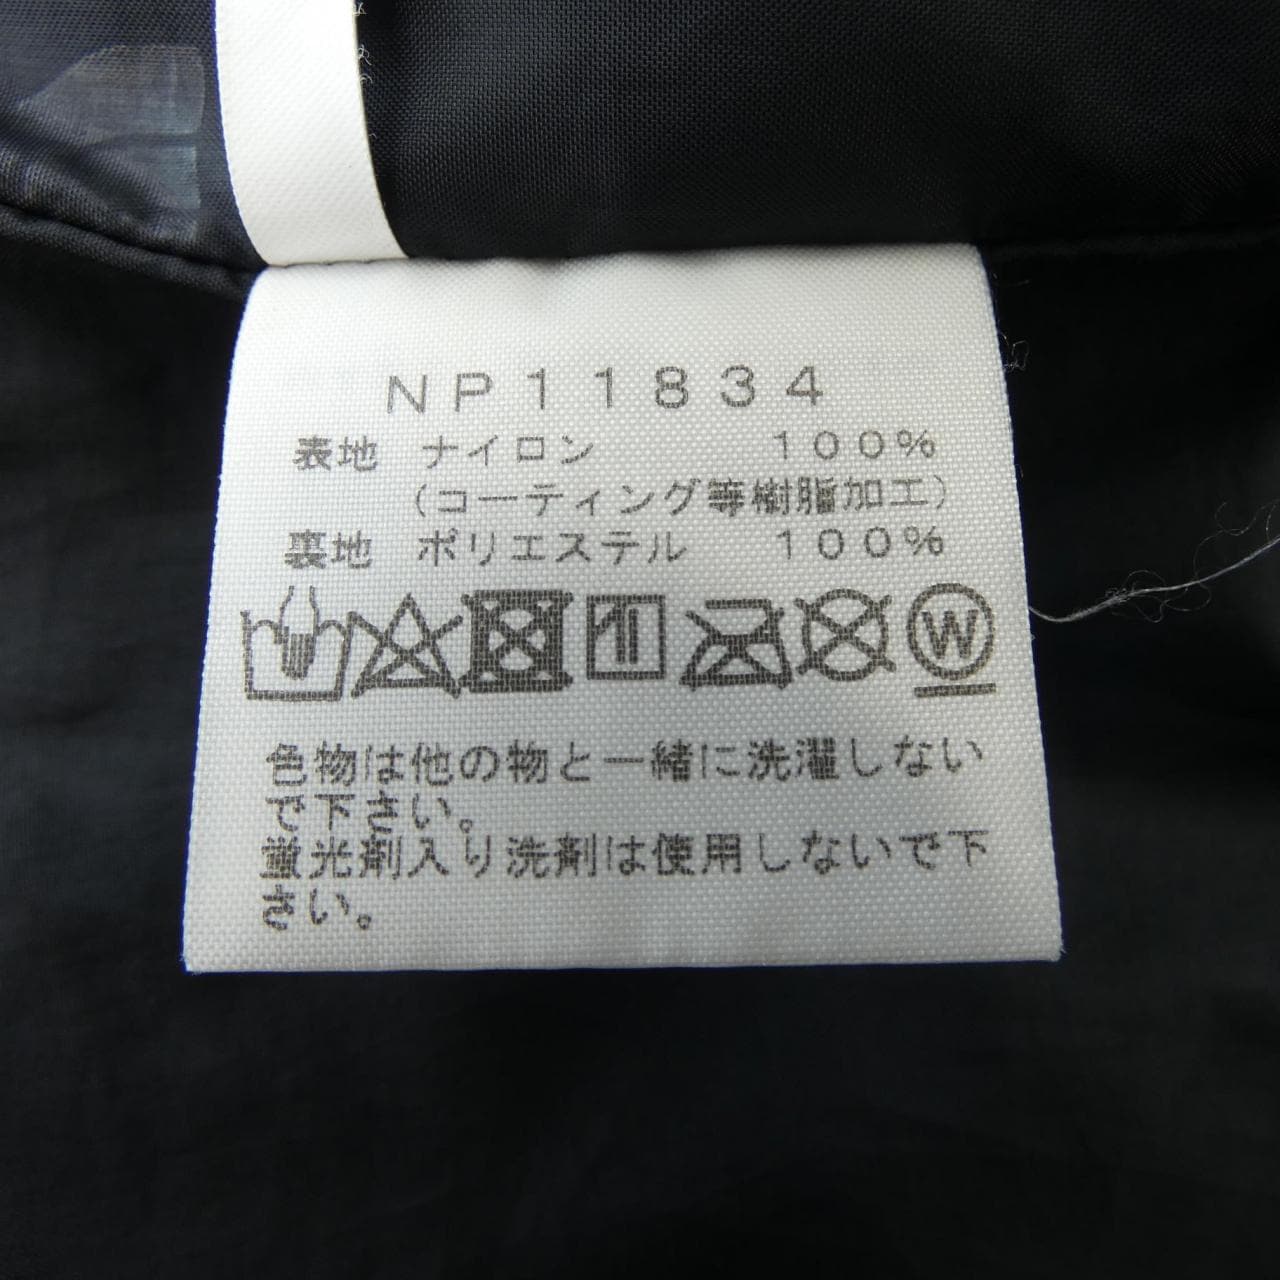 NP11834
表地 ナイロン 100%
(コーティング等樹脂加工)
裏地 ポリエステル 100%
W
色物は他の物と一緒に洗濯しない
で下さい。
蛍光剤入り洗剤は使用しないで下
さい。